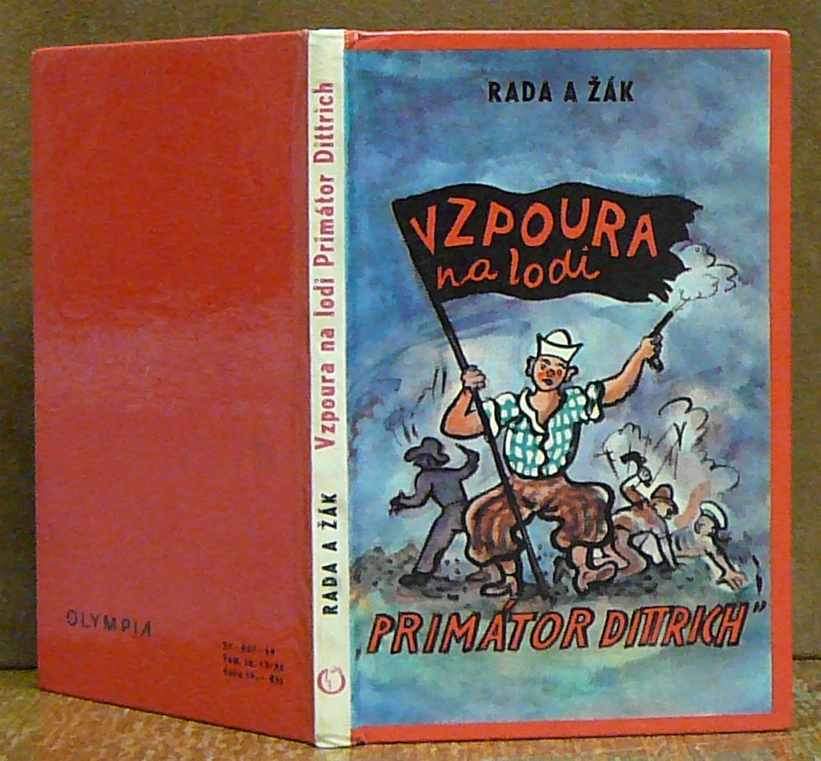 RADA A ŽÁK
VZPOURA
na lodi
„PRIMÁTOR DITTRICH"
RADA A ŽÁK Vzpoura na lodi Primátor Dittrich
OLYMPIA